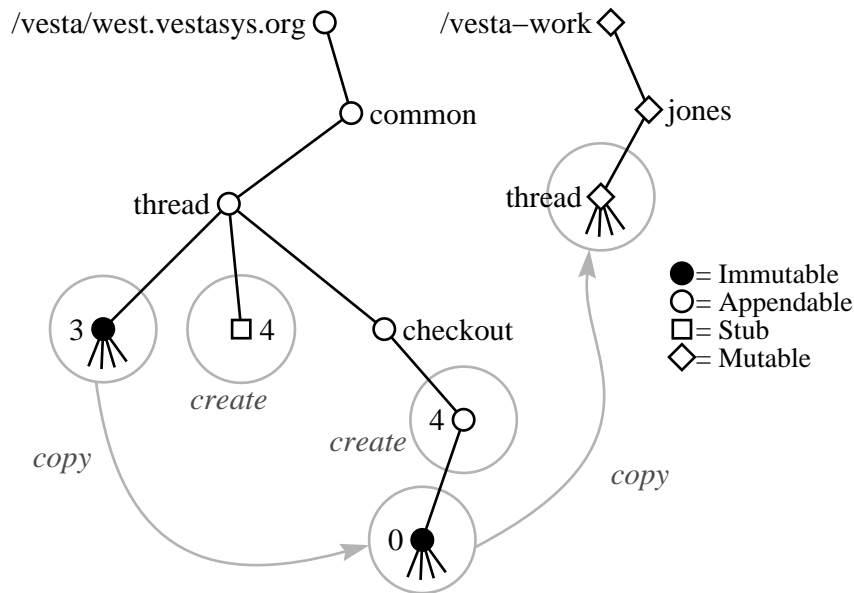 /vesta/west.vestasys.org
/vesta−work
common
jones
thread
thread
3
4
checkout
= Immutable
= Appendable
= Stub
= Mutable
create
4
create
copy
copy
0